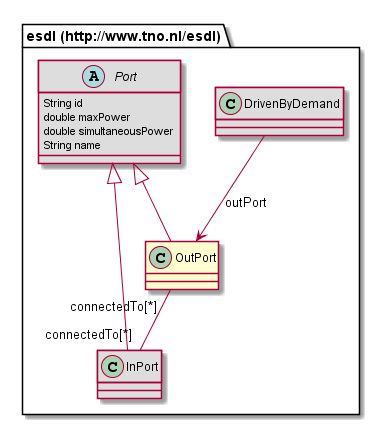 esdl (http://www.tno.nl/esdl)
A Port
String id
double maxPower
double simultaneousPower
String name
C DrivenByDemand
outPort
C OutPort
connectedTo[*]
connectedTo[*]
C InPort